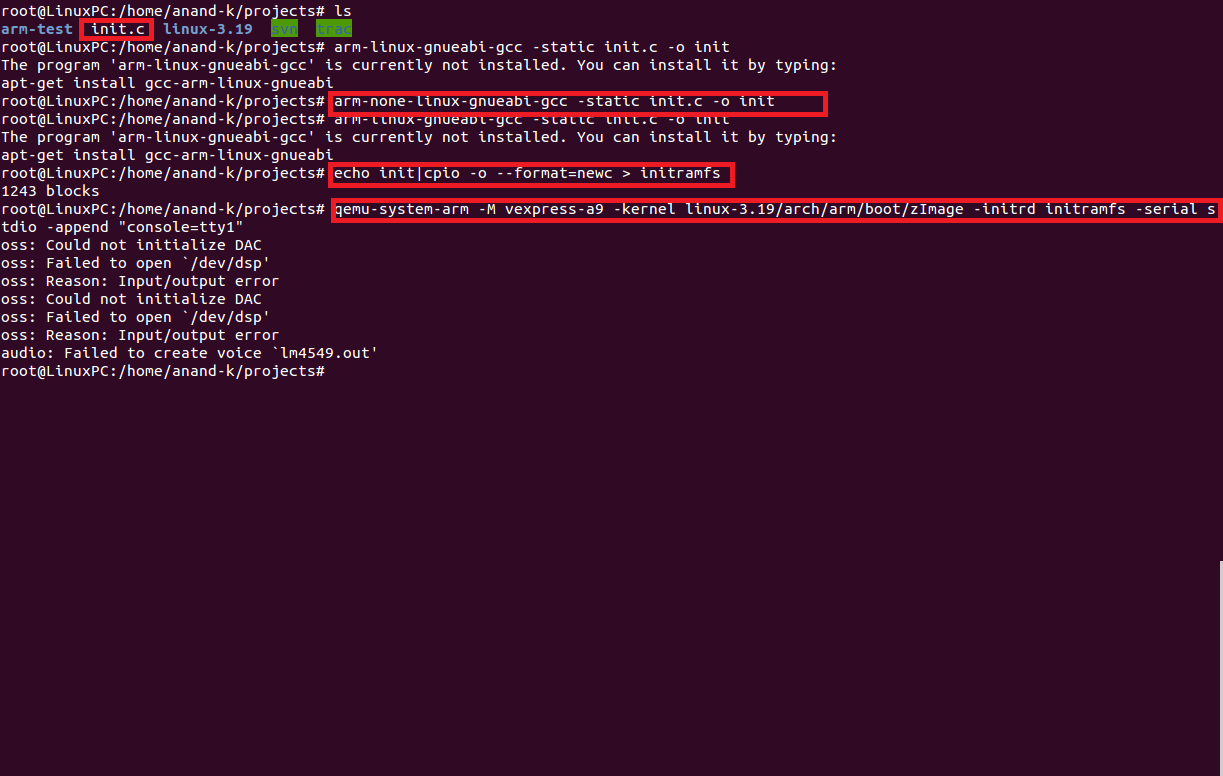 root@LinuxPC:/home/anand-k/projects# ls
arm-test init.c linux-3.19 svn trac
root@LinuxPC:/home/anand-k/projects# arm-linux-gnueabi-gcc -static init.c -o init
The program 'arm-linux-gnueabi-gcc' is currently not installed. You can install it by typing:
apt-get install gcc-arm-linux-gnueabi
root@LinuxPC:/home/anand-k/projects# arm-none-linux-gnueabi-gcc -static init.c -o init
root@LinuxPC:/home/anand-k/projects# arm-linux-gnueabi-gcc -static init.c -o init
The program 'arm-linux-gnueabi-gcc' is currently not installed. You can install it by typing:
apt-get install gcc-arm-linux-gnueabi
root@LinuxPC:/home/anand-k/projects# echo init|cpio -o --format=newc > initramfs
1243 blocks
root@LinuxPC:/home/anand-k/projects# qemu-system-arm -M vexpress-a9 -kernel linux-3.19/arch/arm/boot/zImage -initrd initramfs -serial s
tdio -append "console=tty1"
oss: Could not initialize DAC
oss: Failed to open `/dev/dsp'
oss: Reason: Input/output error
oss: Could not initialize DAC
oss: Failed to open `/dev/dsp'
oss: Reason: Input/output error
audio: Failed to create voice `lm4549.out'
root@LinuxPC:/home/anand-k/projects#